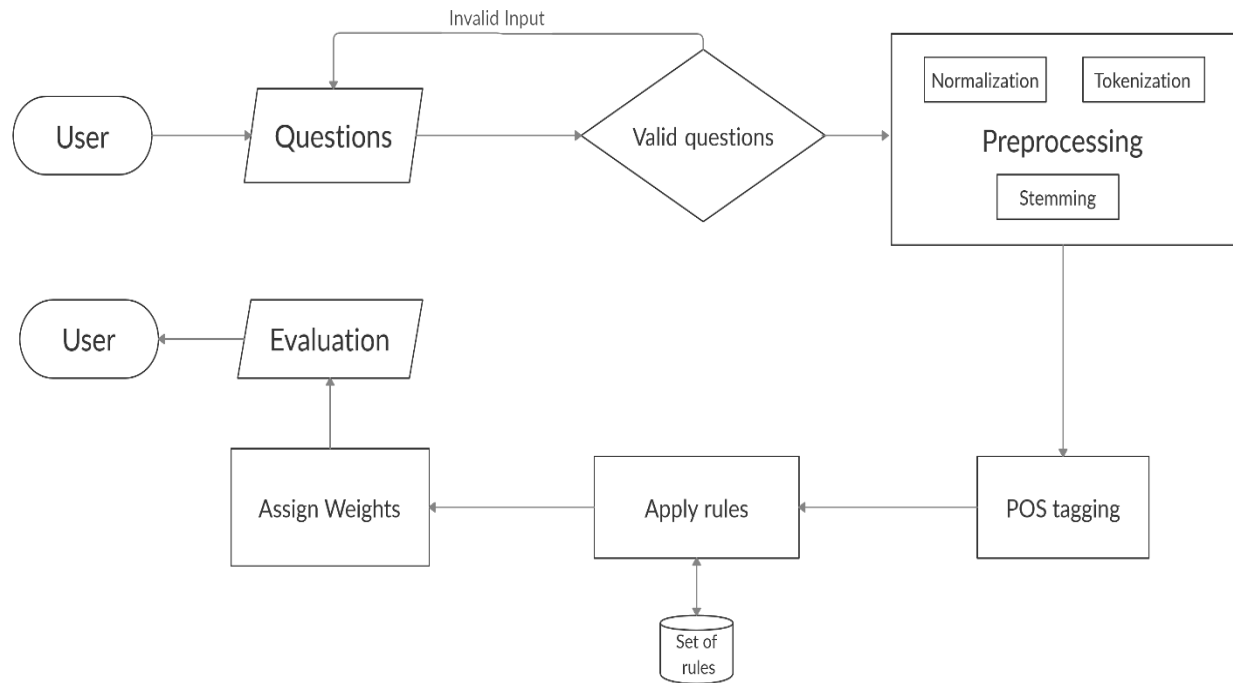 Invalid Input
User
Questions
Valid questions
Normalization
Tokenization
Preprocessing
Stemming
User
Evaluation
Assign Weights
Apply rules
POS tagging
Set of
rules